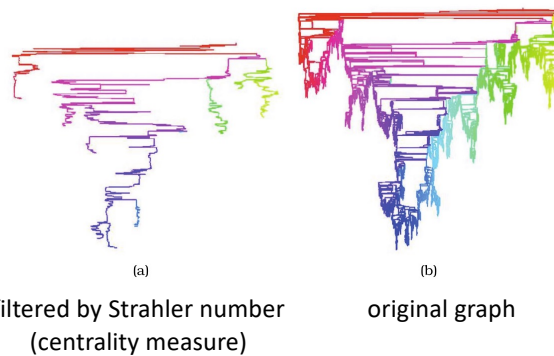 (a)
(b)
iltered by Strahler number
(centrality measure)
original graph